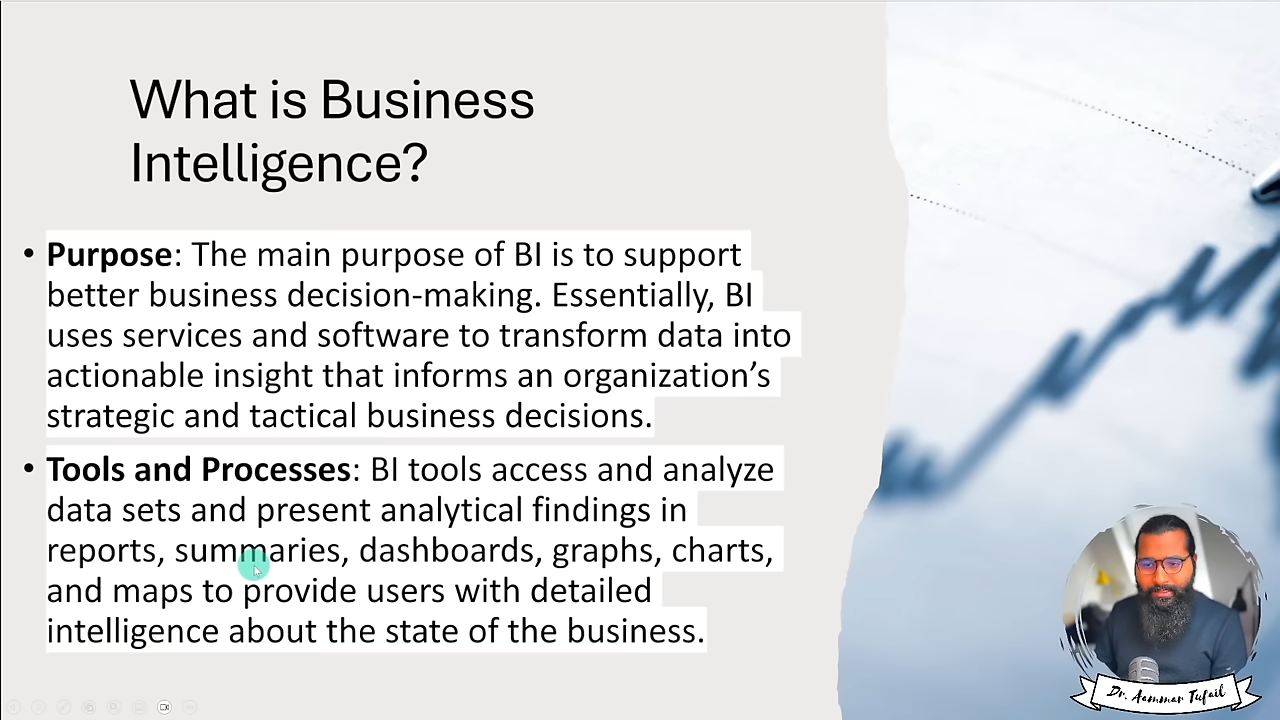 What is Business
Intelligence?
• Purpose: The main purpose of BI is to support
better business decision-making. Essentially, BI
uses services and software to transform data into
actionable insight that informs an organization’s
strategic and tactical business decisions.
• Tools and Processes: BI tools access and analyze
data sets and present analytical findings in
reports, summaries, dashboards, graphs, charts,
and maps to provide users with detailed
intelligence about the state of the business.
Dr. Aammar Tufail